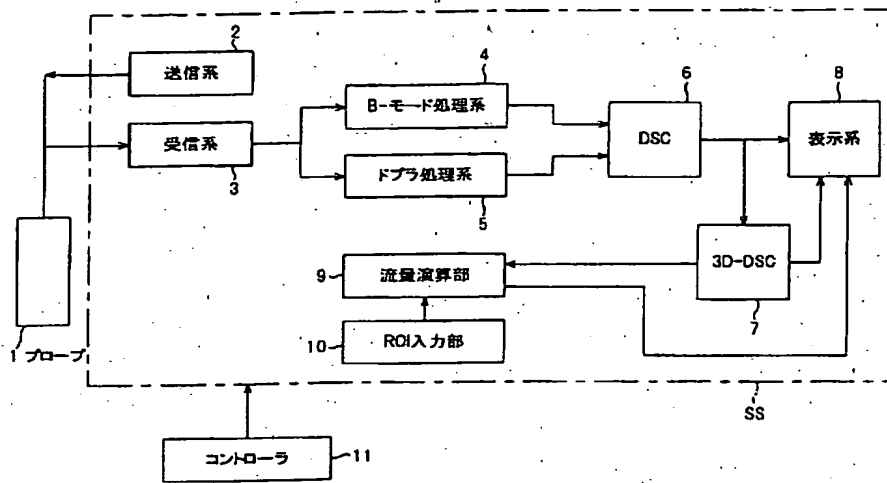 2
送信系
受信系
3
4
B-モード処理系
ドプラ処理系
5
6
DSC
8
表示系
3D-DSC
7
9
流量演算部
10
ROI入力部
1 プローブ
SS
コントローラ
11